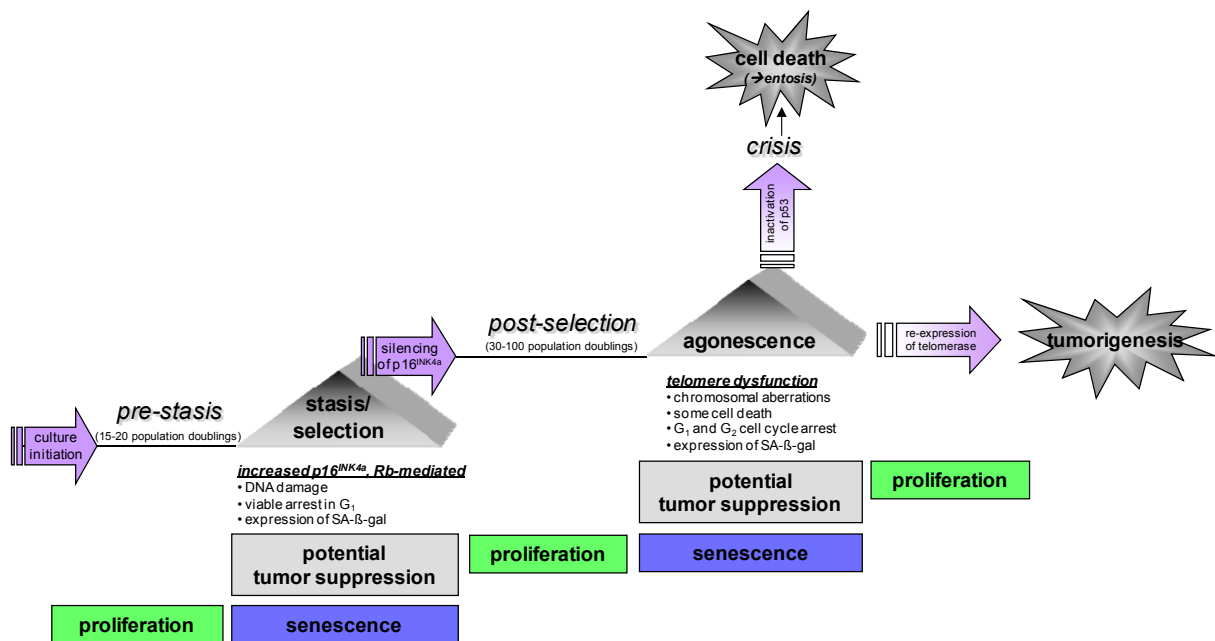 cell death
(→entosis)
crisis
inactivation
of p53
post-selection
(30-100 population doublings)
silencing
of p16INK4a
agonescence
re-expression
of telomerase
tumorigenesis
telomere dysfunction
• chromosomal aberrations
• some cell death
• G1 and G2 cell cycle arrest
• expression of SA-ß-gal
pre-stasis
(15-20 population doublings)
culture
initiation
stasis/
selection
increased p16INK4a, Rb-mediated
• DNA damage
• viable arrest in G1
• expression of SA-ß-gal
potential
tumor suppression
proliferation
potential
tumor suppression
proliferation
senescence
proliferation
senescence